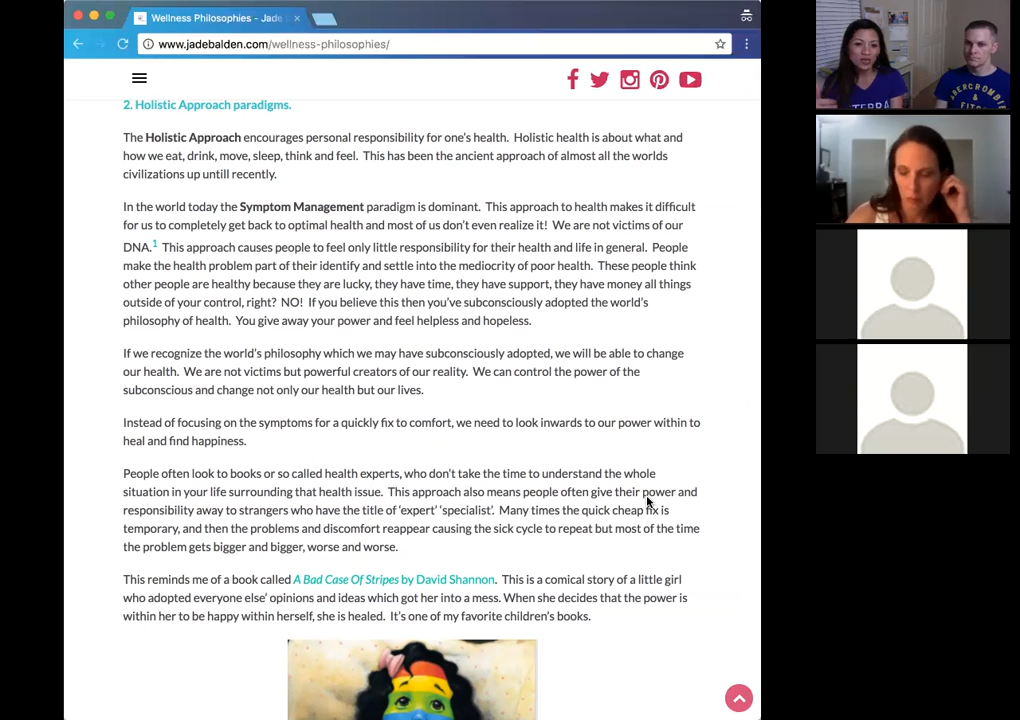 Wellness Philosophies - Jade
www.jadebalden.com/wellness-philosophies/
2. Holistic Approach paradigms.
The Holistic Approach encourages personal responsibility for one's health. Holistic health is about what and
how we eat, drink, move, sleep, think and feel. This has been the ancient approach of almost all the worlds
civilizations up untill recently.
In the world today the Symptom Management paradigm is dominant. This approach to health makes it difficult
for us to completely get back to optimal health and most of us don't even realize it! We are not victims of our
DNA.1 This approach causes people to feel only little responsibility for their health and life in general. People
make the health problem part of their identify and settle into the mediocrity of poor health. These people think
other people are healthy because they are lucky, they have time, they have support, they have money all things
outside of your control, right? NO! If you believe this then you've subconsciously adopted the world's
philosophy of health. You give away your power and feel helpless and hopeless.
If we recognize the world's philosophy which we may have subconsciously adopted, we will be able to change
our health. We are not victims but powerful creators of our reality. We can control the power of the
subconscious and change not only our health but our lives.
Instead of focusing on the symptoms for a quickly fix to comfort, we need to look inwards to our power within to
heal and find happiness.
People often look to books or so called health experts, who don't take the time to understand the whole
situation in your life surrounding that health issue. This approach also means people often give their power and
responsibility away to strangers who have the title of 'expert' 'specialist'. Many times the quick cheap fix is
temporary, and then the problems and discomfort reappear causing the sick cycle to repeat but most of the time
the problem gets bigger and bigger, worse and worse.
This reminds me of a book called A Bad Case Of Stripes by David Shannon. This is a comical story of a little girl
who adopted everyone else' opinions and ideas which got her into a mess. When she decides that the power is
within her to be happy within herself, she is healed. It's one of my favorite children's books.
ABERCROMBIE